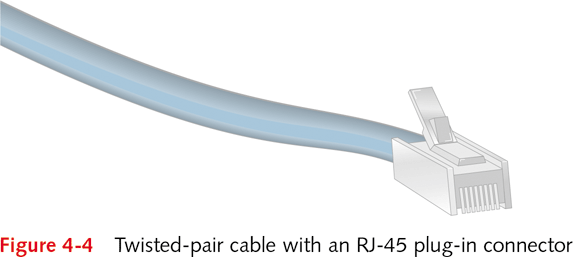 Figure 4-4 Twisted-pair cable with an RJ-45 plug-in connector